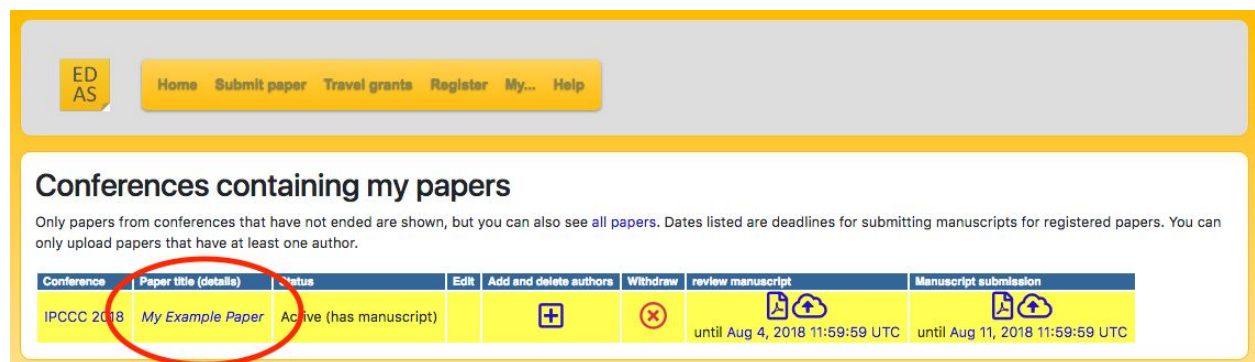 ED
AS
Home Submit paper Travel grants Register My... Help
Conferences containing my papers
Only papers from conferences that have not ended are shown, but you can also see all papers. Dates listed are deadlines for submitting manuscripts for registered papers. You can
only upload papers that have at least one author.
Conference Paper title (details) Status Edit Add and delete authors Withdraw review manuscript Manuscript submission
IPCCC 2018 My Example Paper Active (has manuscript)
until Aug 4, 2018 11:59:59 UTC until Aug 11, 2018 11:59:59 UTC